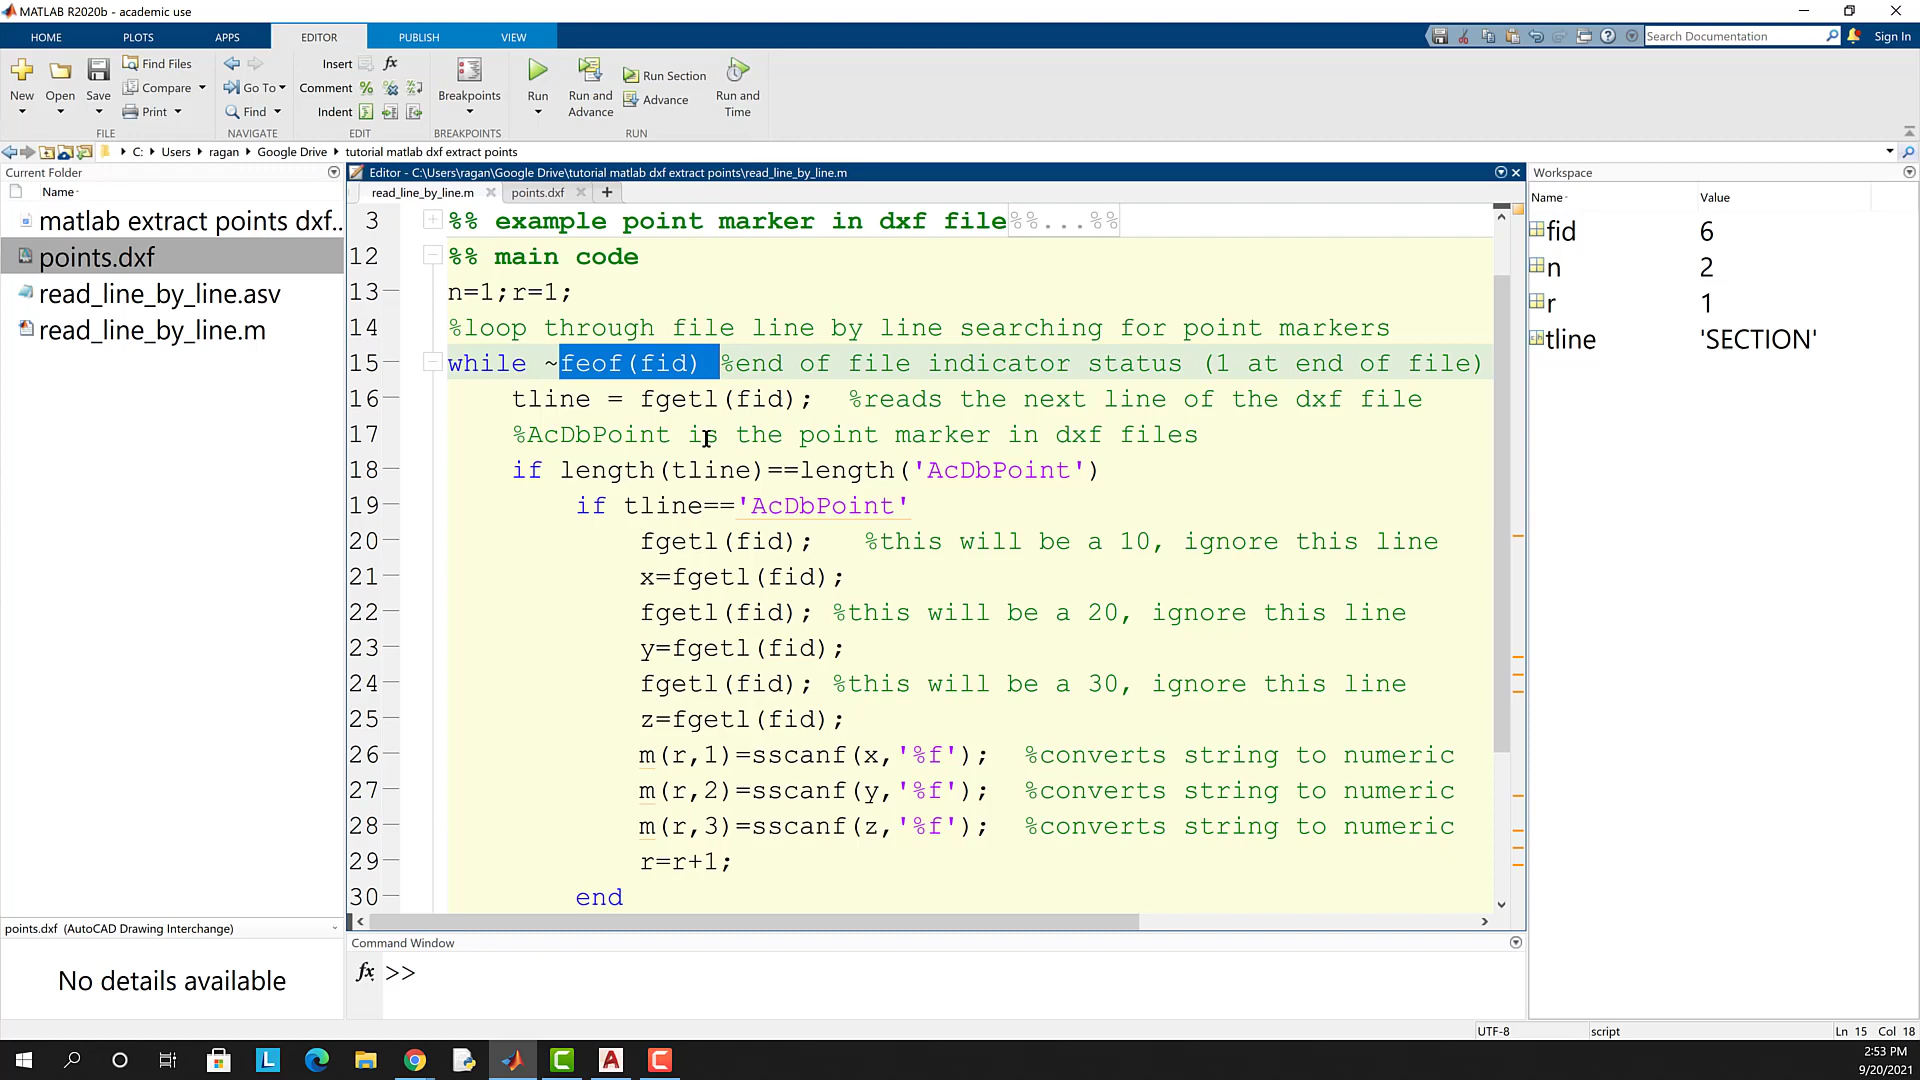 MATLAB R2020b - academic use
HOME PLOTS APPS EDITOR PUBLISH VIEW
Search Documentation
Sign In
New Open Save
Find Files
Compare
Print
FILE
Go To
Find
NAVIGATE
Insert fx
Comment %
Indent
EDIT
Breakpoints
BREAKPOINTS
Run
Run and Advance
Run Section
Advance
Run and Time
RUN
C: Users ragan Google Drive tutorial matlab dxf extract points
Current Folder
Name
matlab extract points dxf...
points.dxf
read_line_by_line.asv
read_line_by_line.m
points.dxf (AutoCAD Drawing Interchange)
No details available
Editor - C:\Users\ragan\Google Drive\tutorial matlab dxf extract points\read_line_by_line.m
read_line_by_line.m points.dxf +
3 %% example point marker in dxf file%%...%%
12 %% main code
13 n=1;r=1;
14 %loop through file line by line searching for point markers
15 while ~feof(fid) %end of file indicator status (1 at end of file)
16 tline = fgetl(fid); %reads the next line of the dxf file
17 %AcDbPoint is the point marker in dxf files
18 if length(tline)==length('AcDbPoint')
19 if tline=='AcDbPoint'
20 fgetl(fid); %this will be a 10, ignore this line
21 x=fgetl(fid);
22 fgetl(fid); %this will be a 20, ignore this line
23 y=fgetl(fid);
24 fgetl(fid); %this will be a 30, ignore this line
25 z=fgetl(fid);
26 m(r,1)=sscanf(x,'%f'); %converts string to numeric
27 m(r,2)=sscanf(y,'%f'); %converts string to numeric
28 m(r,3)=sscanf(z,'%f'); %converts string to numeric
29 r=r+1;
30 end
Command Window
fx >>
Workspace
Name Value
fid 6
n 2
r 1
tline 'SECTION'
UTF-8 script Ln 15 Col 18
2:53 PM
9/20/2021